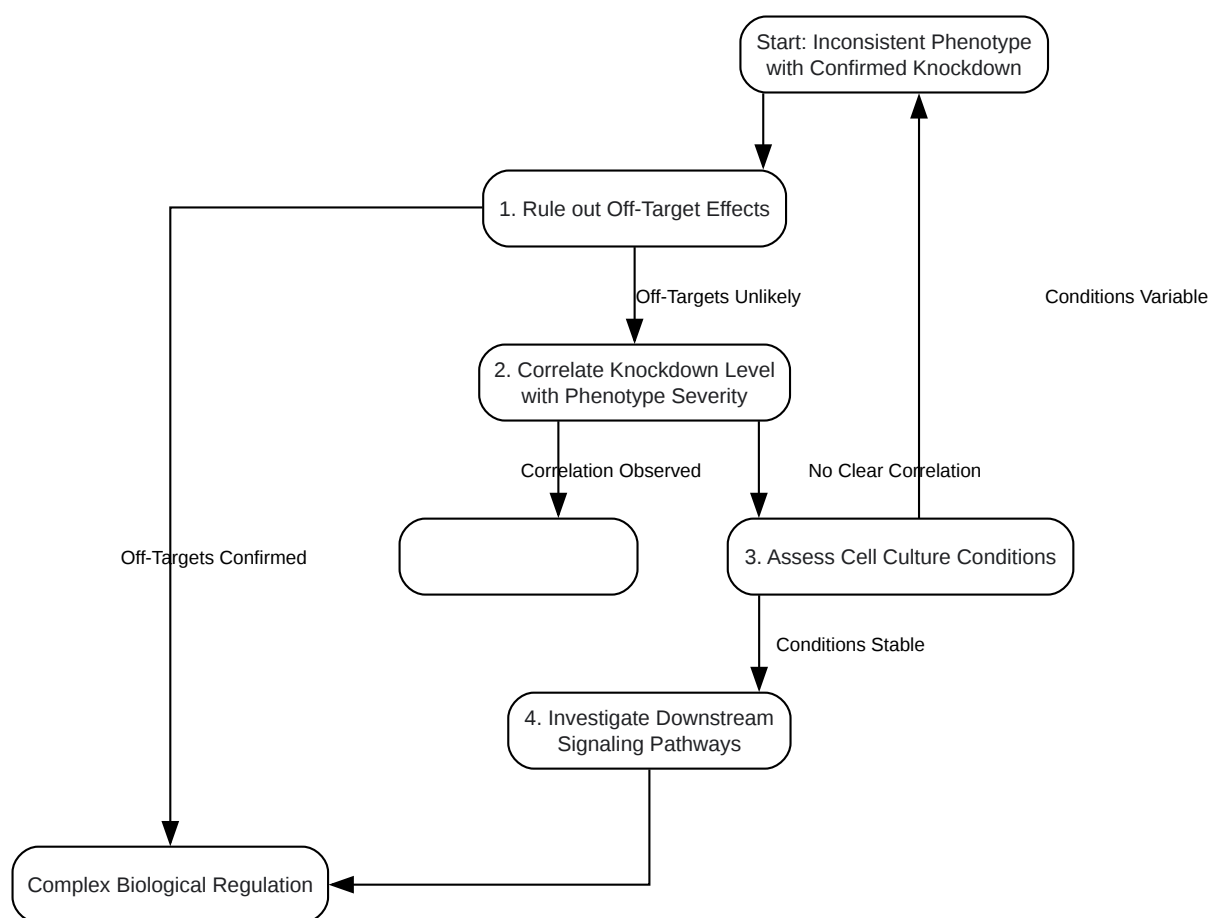 Start: Inconsistent Phenotype
with Confirmed Knockdown
1. Rule out Off-Target Effects
Off-Targets Unlikely
Conditions Variable
2. Correlate Knockdown Level
with Phenotype Severity
Correlation Observed
No Clear Correlation
Off-Targets Confirmed
3. Assess Cell Culture Conditions
Conditions Stable
4. Investigate Downstream
Signaling Pathways
Complex Biological Regulation